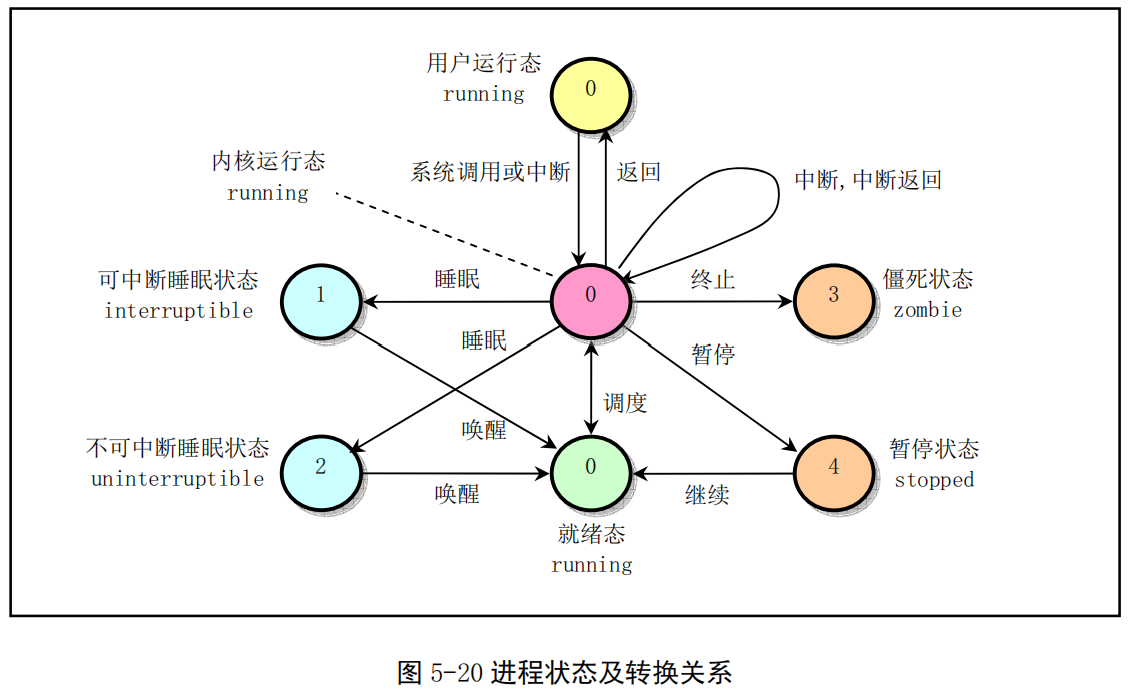 用户运行态
running
0
内核运行态
running
系统调用或中断
返回
中断,中断返回
可中断睡眠状态
interruptible
1
睡眠
0
终止
3
僵死状态
zombie
睡眠
暂停
调度
唤醒
不可中断睡眠状态
uninterruptible
2
唤醒
0
继续
4
暂停状态
stopped
就绪态
running
图 5-20 进程状态及转换关系